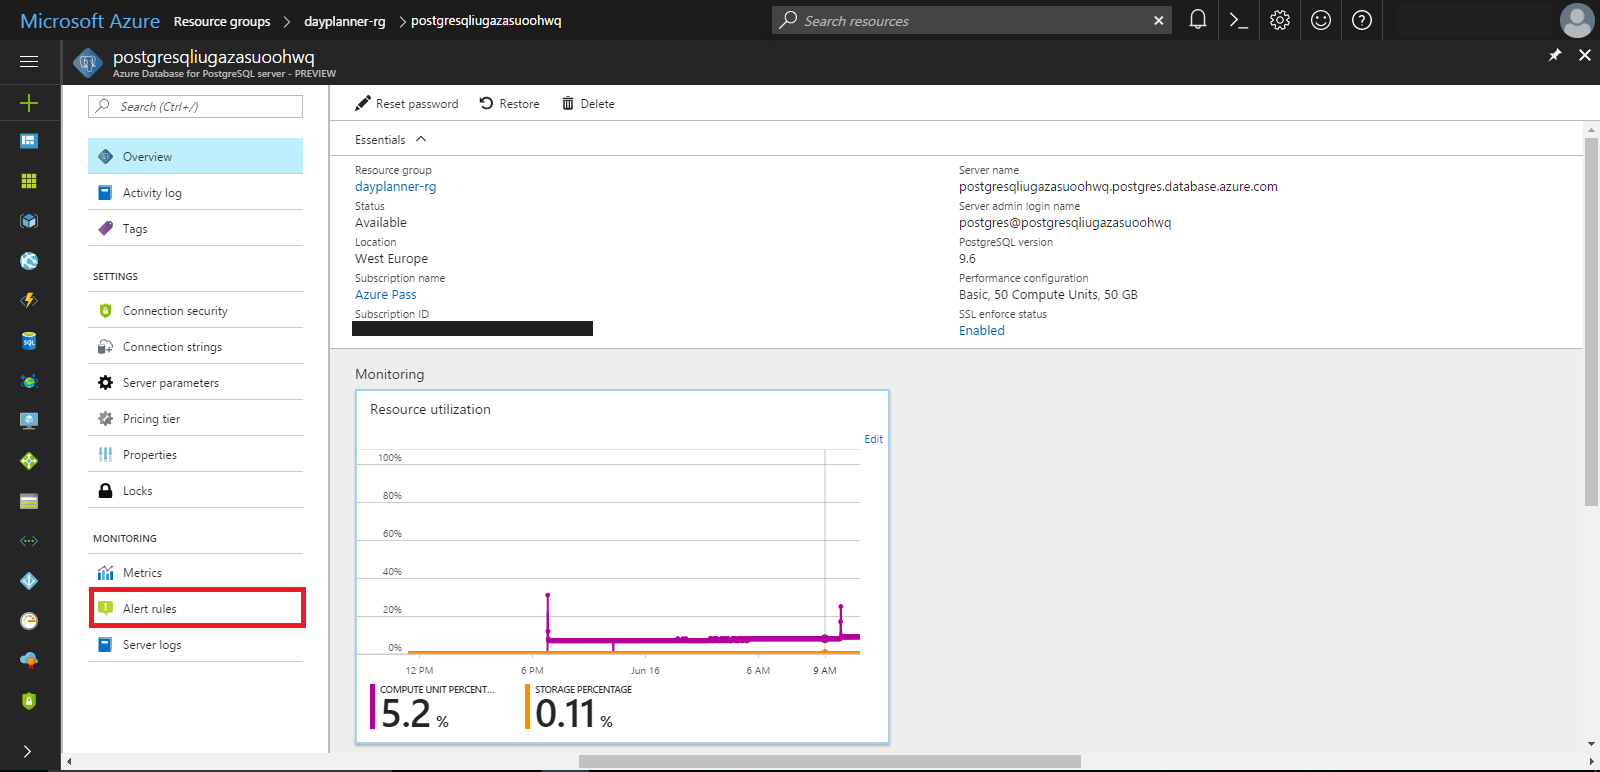 Microsoft Azure Resource groups > dayplanner-rg > postgresqliugazasuoohwq
Search resources
postgresqliugazasuoohwq
Azure Database for PostgreSQL server - PREVIEW
Search (Ctrl+/)
Overview
Activity log
Tags
SETTINGS
Connection security
Connection strings
Server parameters
Pricing tier
Properties
Locks
MONITORING
Metrics
Alert rules
Server logs
SQL
Reset password Restore Delete
Essentials
Resource group
dayplanner-rg
Status
Available
Location
West Europe
Subscription name
Azure Pass
Subscription ID
Server name
postgresqliugazasuoohwq.postgres.database.azure.com
Server admin login name
postgres@postgresqliugazasuoohwq
PostgreSQL version
9.6
Performance configuration
Basic, 50 Compute Units, 50 GB
SSL enforce status
Enabled
Monitoring
Resource utilization
Edit
100%
80%
60%
40%
20%
0%
12 PM 6 PM Jun 16 6 AM 9 AM
COMPUTE UNIT PERCENT...
5.2 %
STORAGE PERCENTAGE
0.11 %